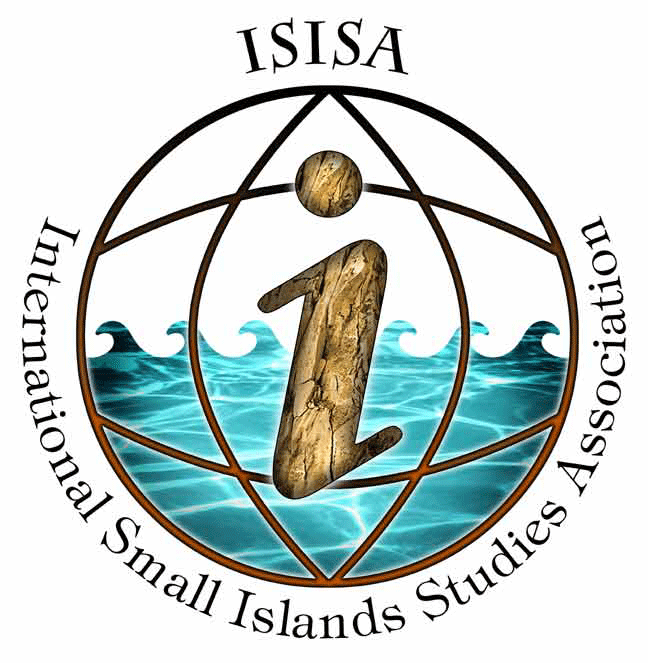 ISISA
i
International Small Islands Studies Association